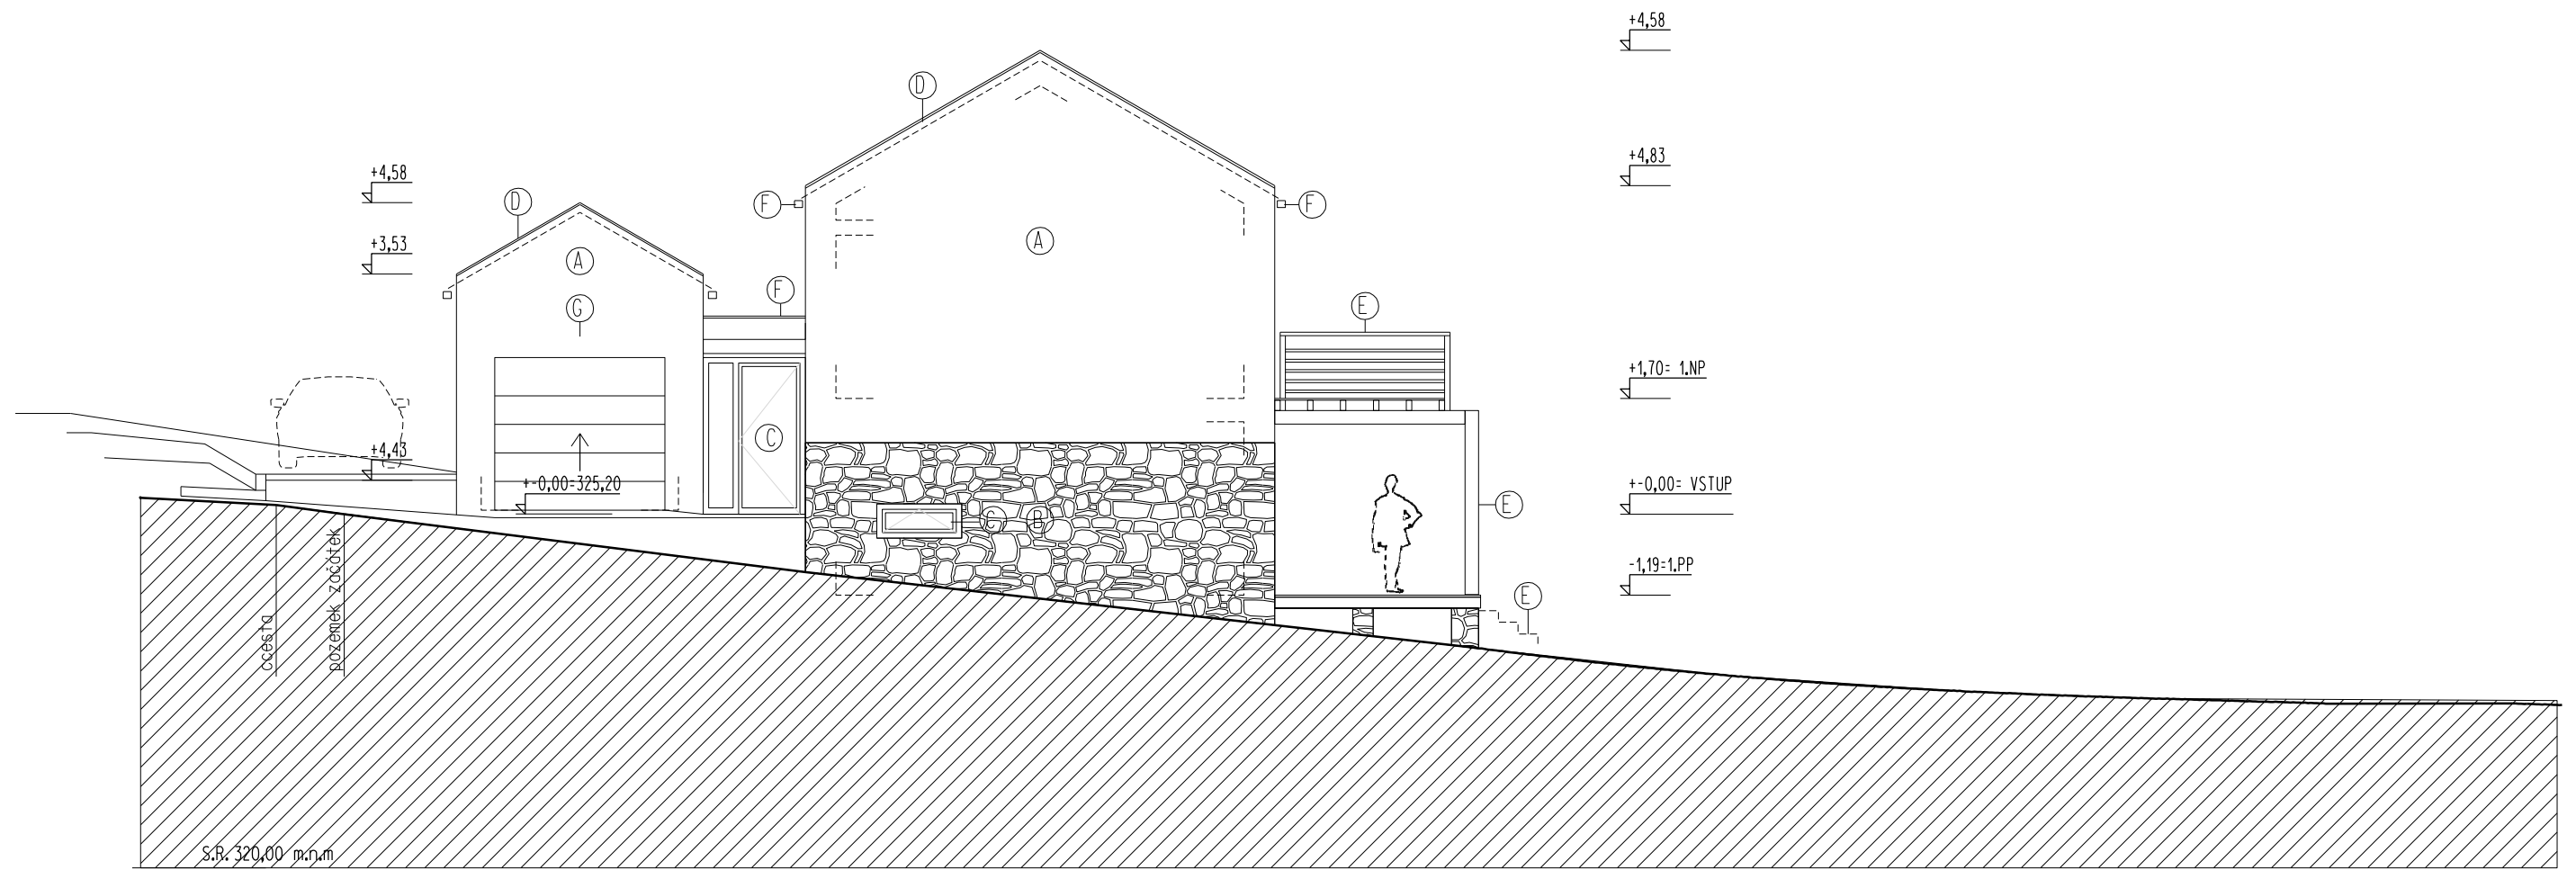 +4,58
D
+4,83
+4,58
D
F
F
+3,53
A
A
F
G
E
+1,70= 1.NP
C
+4,43
+-0,00=325,20
+-0,00= VSTUP
E
C
B
-1,19=1.PP
E
ccesta
pozemek začátek
S.R. 320,00 m.n.m